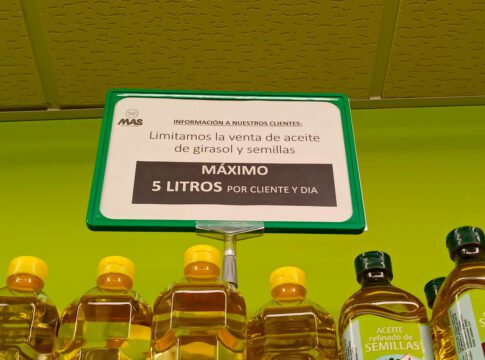 MAS
INFORMACIÓN A NUESTROS CLIENTES:
Limitamos la venta de aceite
de girasol y semillas
MÁXIMO
5 LITROS POR CLIENTE Y DIA
ACEITE
refinado de
SEMILLAS